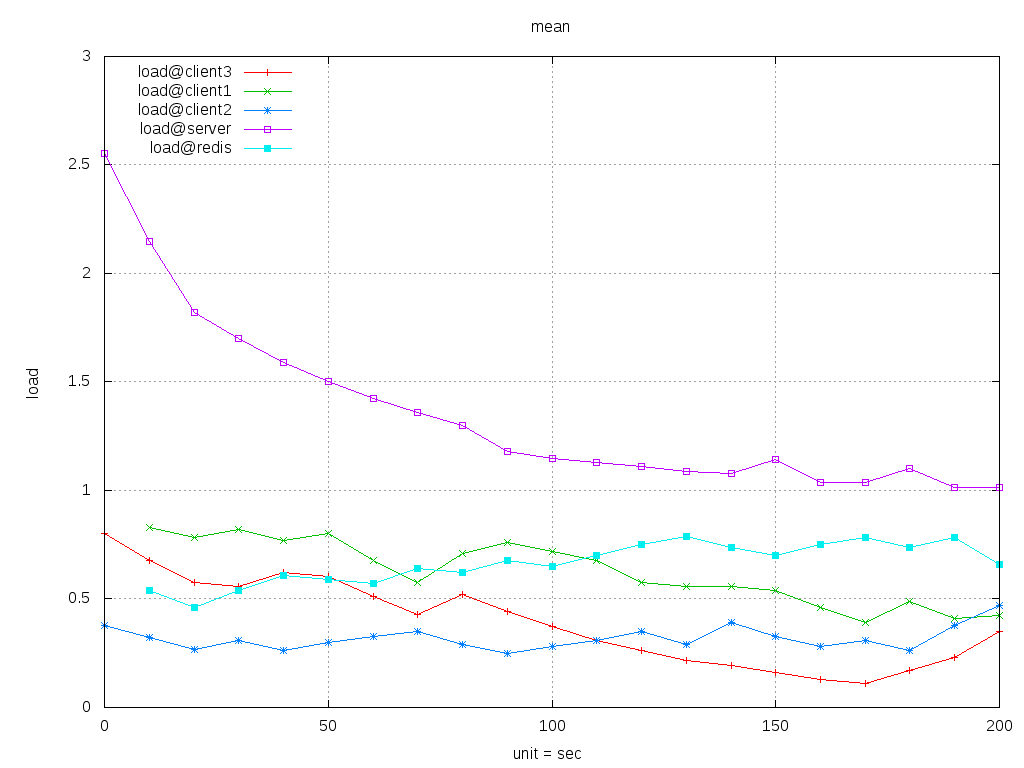 mean
load@client3
load@client1
load@client2
load@server
load@redis
3
2.5
2
1.5
1
0.5
0
load
0 50 100 150 200
unit = sec